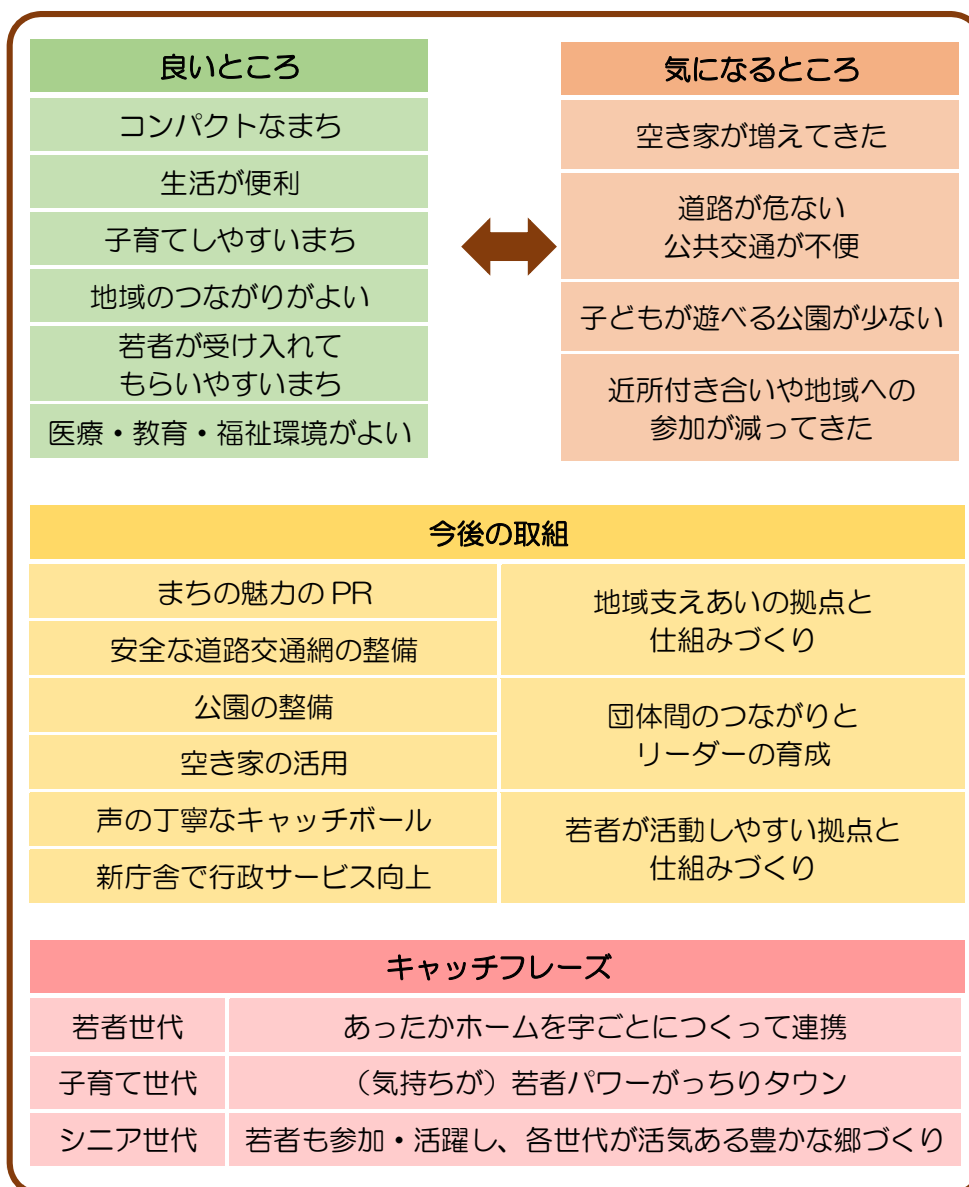 良いところ
コンパクトなまち
生活が便利
子育てしやすいまち
地域のつながりがよい
若者が受け入れて
もらいやすいまち
医療・教育・福祉環境がよい
気になるところ
空き家が増えてきた
道路が危ない
公共交通が不便
子どもが遊べる公園が少ない
近所付き合いや地域への
参加が減ってきた
今後の取組
まちの魅力の PR
安全な道路交通網の整備
公園の整備
空き家の活用
声の丁寧なキャッチボール
新庁舎で行政サービス向上
地域支えあいの拠点と
仕組みづくり
団体間のつながりと
リーダーの育成
若者が活動しやすい拠点と
仕組みづくり
キャッチフレーズ
若者世代
あったかホームを字ごとにつくって連携
子育て世代
（気持ちが）若者パワーがっちりタウン
シニア世代
若者も参加・活躍し、各世代が活気ある豊かな郷づくり